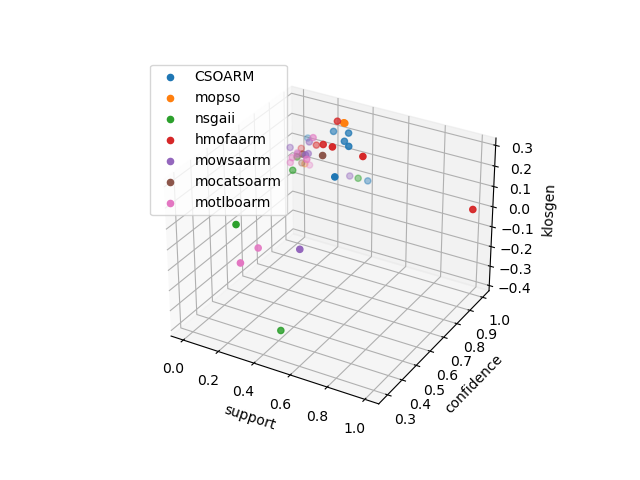 CSOARM
mopso
nsgaii
hmofaarm
mowsaarm
mocatsoarm
motlboarm
0.3
0.2
0.1
0.0
−0.1
−0.2
−0.3
−0.4
klosgen
1.0
0.9
0.8
0.7
0.6
0.5
0.4
0.3
confidence
0.0
0.2
0.4
0.6
0.8
1.0
support